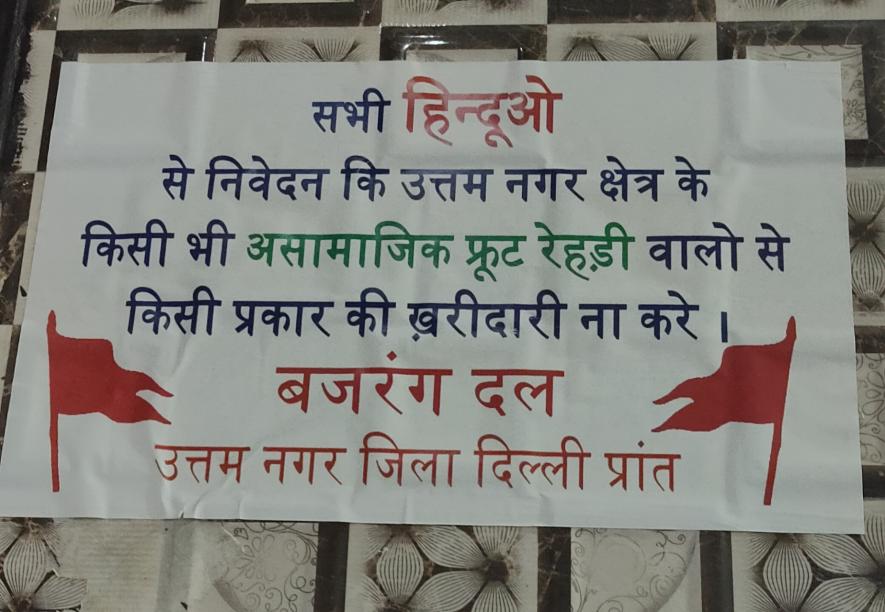 सभी हिन्दूओ
से निवेदन कि उत्तम नगर क्षेत्र के
किसी भी असामाजिक फ्रूट रेहड़ी वालो से
किसी प्रकार की ख़रीदारी ना करे ।
बजरंग दल
उत्तम नगर जिला दिल्ली प्रांत